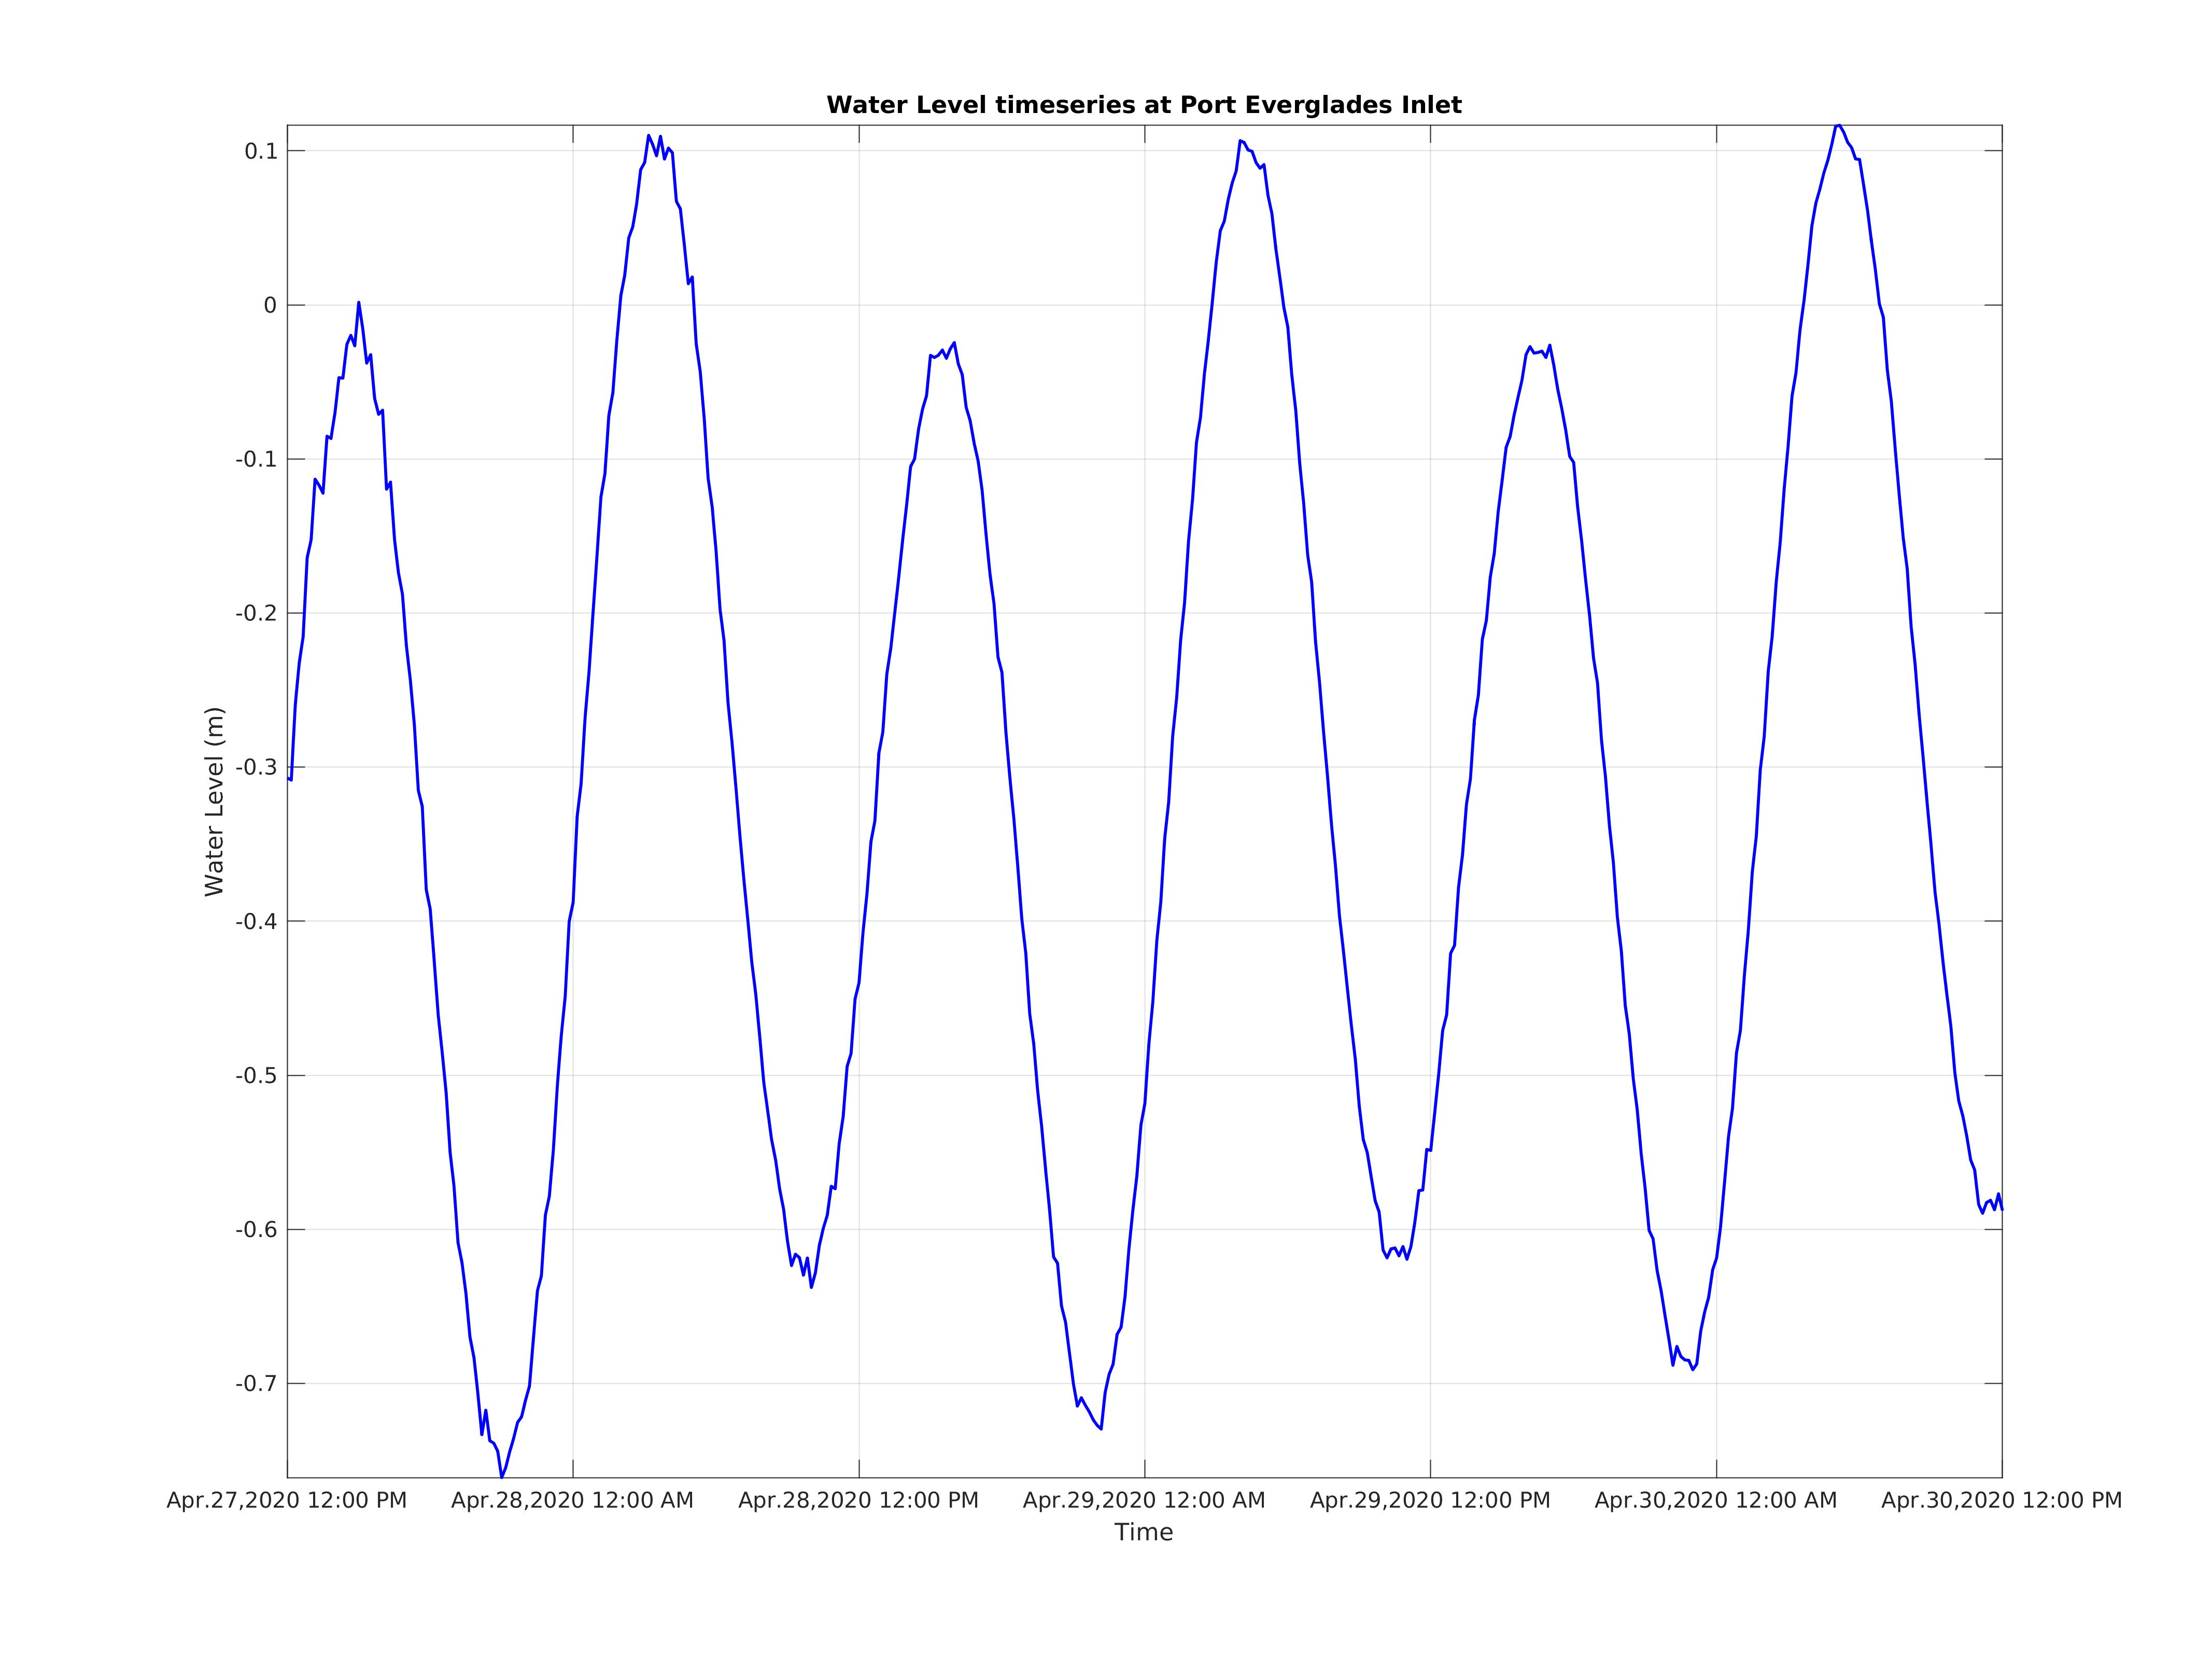 Water Level timeseries at Port Everglades Inlet
0.1
0
-0.1
-0.2
-0.3
-0.4
-0.5
-0.6
-0.7
Water Level (m)
Apr.27,2020 12:00 PM Apr.28,2020 12:00 AM Apr.28,2020 12:00 PM Apr.29,2020 12:00 AM Apr.29,2020 12:00 PM Apr.30,2020 12:00 AM Apr.30,2020 12:00 PM
Time